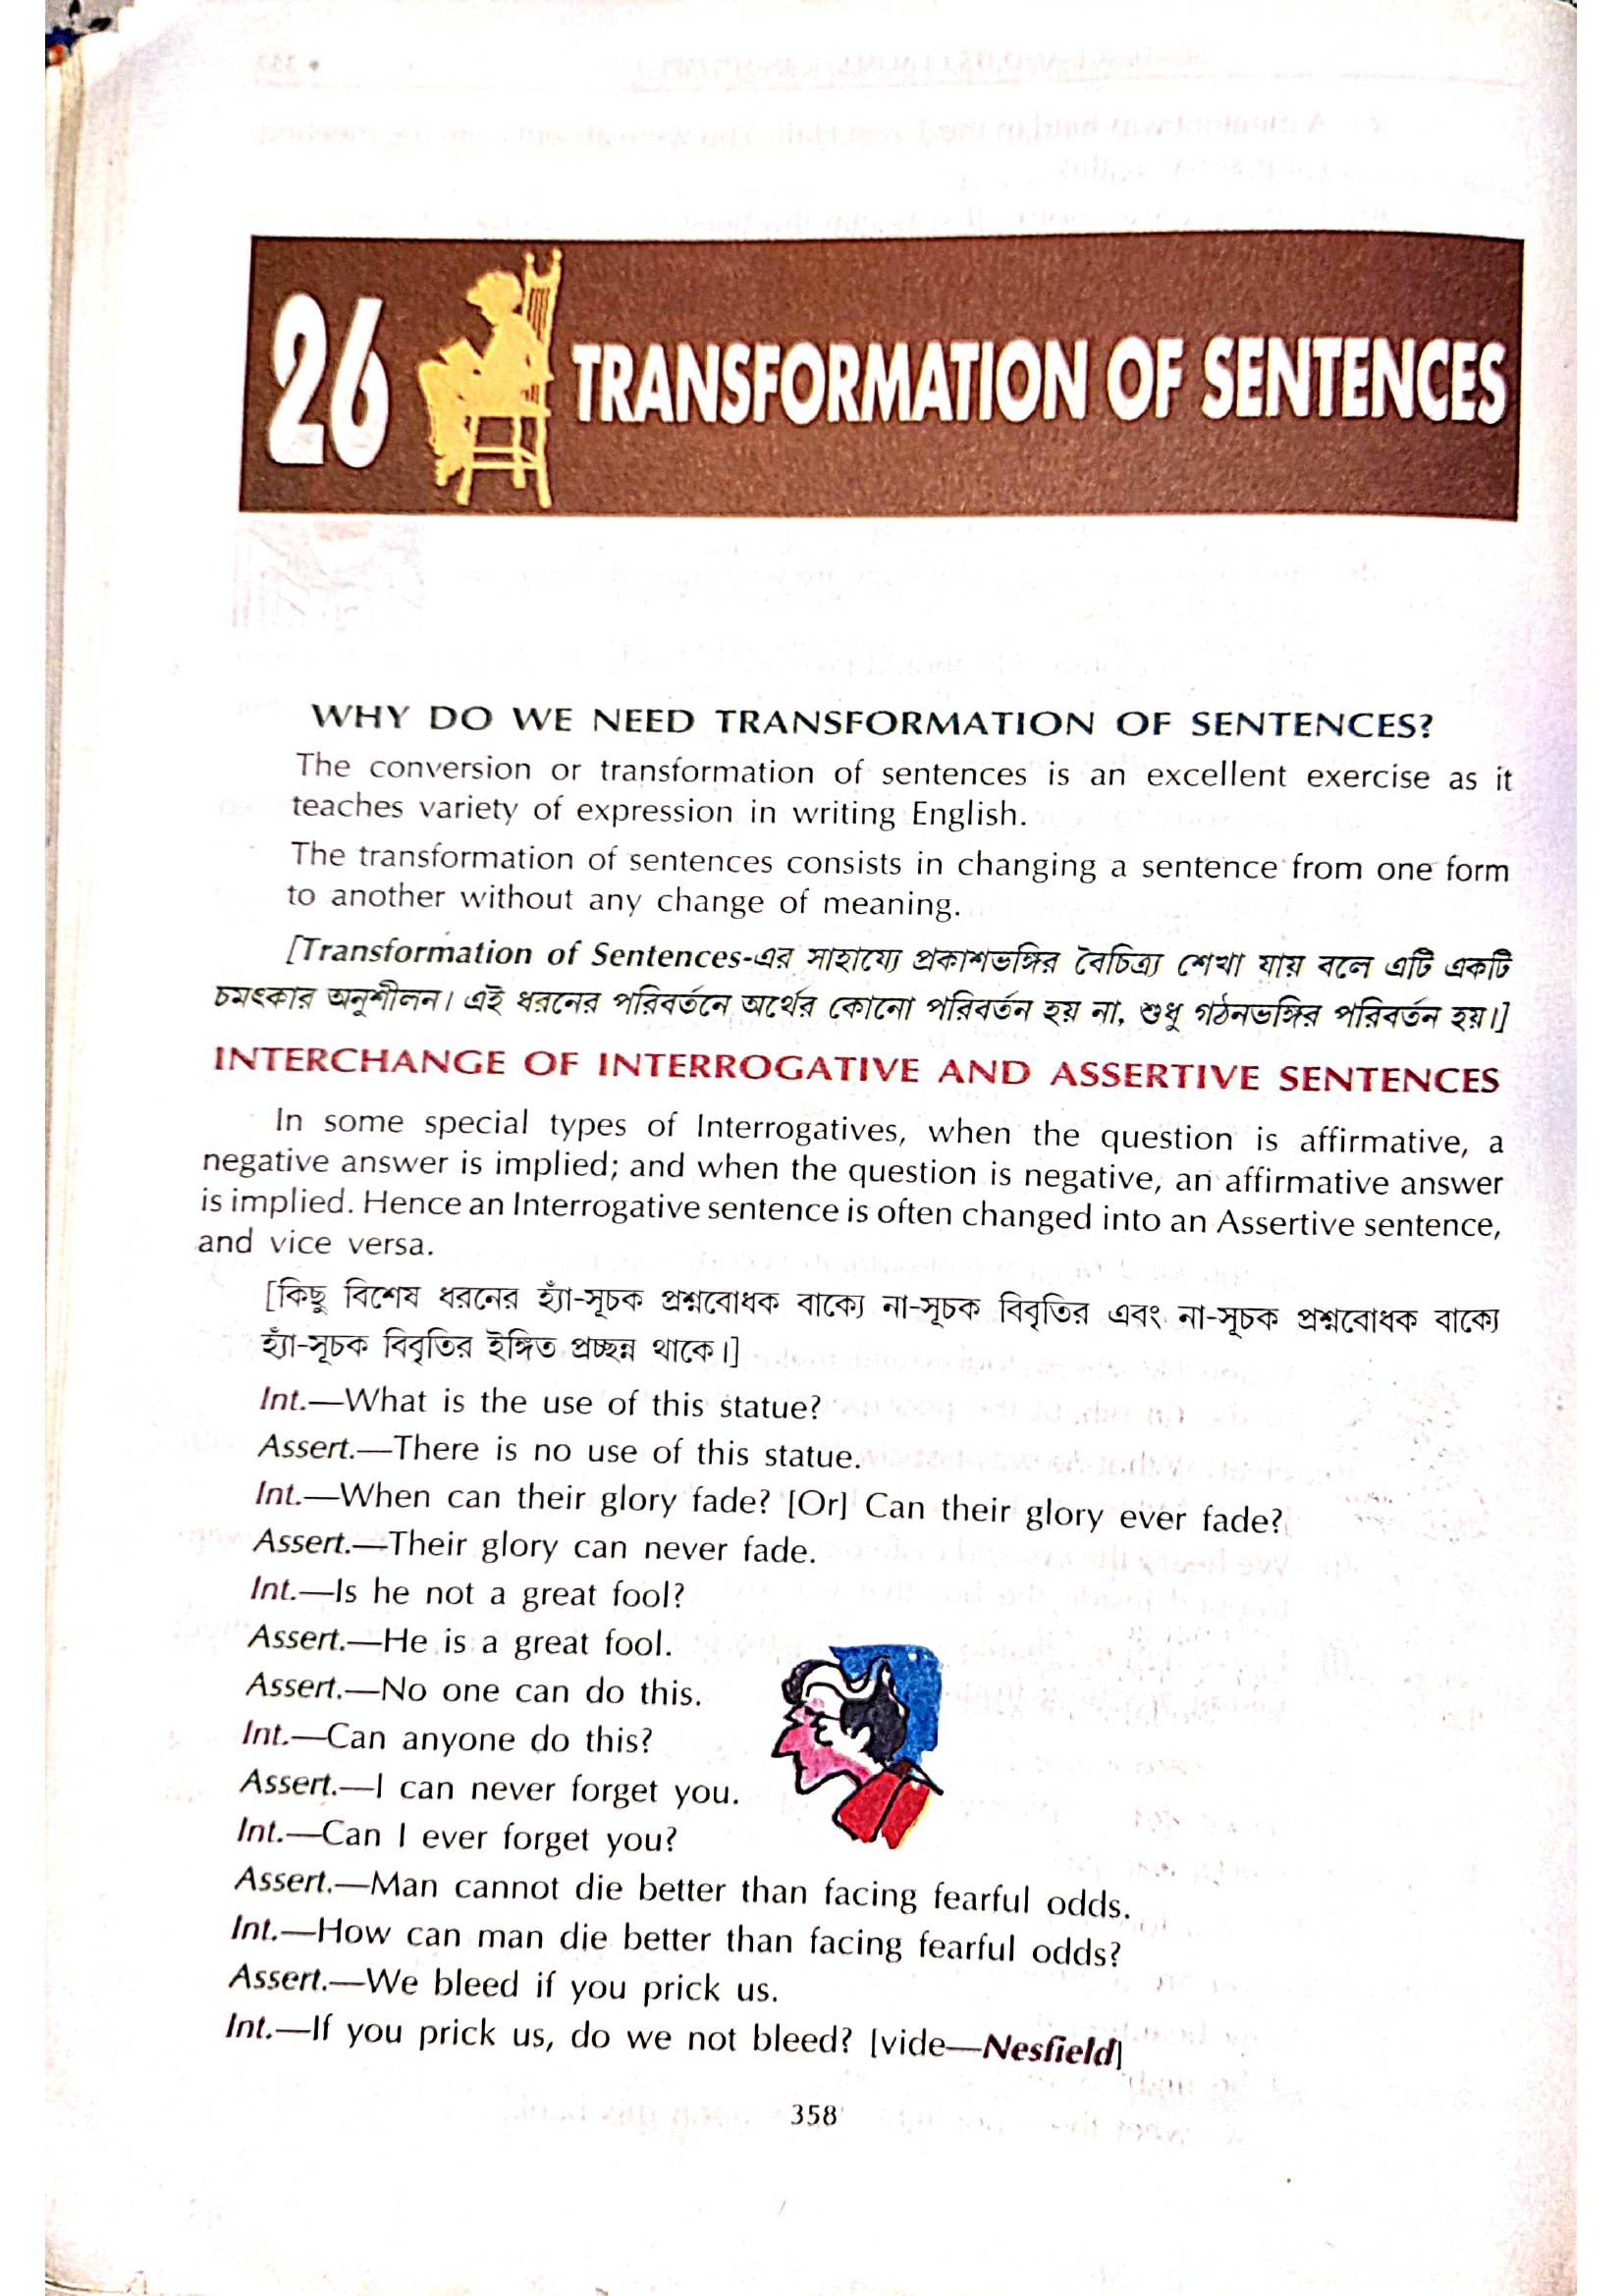 26 TRANSFORMATION OF SENTENCES
WHY DO WE NEED TRANSFORMATION OF SENTENCES?
The conversion or transformation of sentences is an excellent exercise as it
teaches variety of expression in writing English.
The transformation of sentences consists in changing a sentence from one form
to another without any change of meaning.
[Transformation of Sentences-এর সাহায্যে প্রকাশভঙ্গির বৈচিত্র্য শেখা যায় বলে এটি একটি
চমৎকার অনুশীলন। এই ধরনের পরিবর্তনে অর্থের কোনো পরিবর্তন হয় না, শুধু গঠনভঙ্গির পরিবর্তন হয়।]
INTERCHANGE OF INTERROGATIVE AND ASSERTIVE SENTENCES
In some special types of Interrogatives, when the question is affirmative, a
negative answer is implied; and when the question is negative, an affirmative answer
is implied. Hence an Interrogative sentence is often changed into an Assertive sentence,
and vice versa.
[কিছু বিশেষ ধরনের হ্যাঁ-সূচক প্রশ্নবোধক বাক্যে না-সূচক বিবৃতির এবং না-সূচক প্রশ্নবোধক বাক্যে
হ্যাঁ-সূচক বিবৃতির ইঙ্গিত প্রচ্ছন্ন থাকে।]
Int.—What is the use of this statue?
Assert.—There is no use of this statue.
Int.—When can their glory fade? [Or] Can their glory ever fade?
Assert.—Their glory can never fade.
Int.—Is he not a great fool?
Assert.—He is a great fool.
Assert.—No one can do this.
Int.—Can anyone do this?
Assert.—I can never forget you.
Int.—Can I ever forget you?
Assert.—Man cannot die better than facing fearful odds.
Int.—How can man die better than facing fearful odds?
Assert.—We bleed if you prick us.
Int.—If you prick us, do we not bleed? [vide—Nesfield]
358